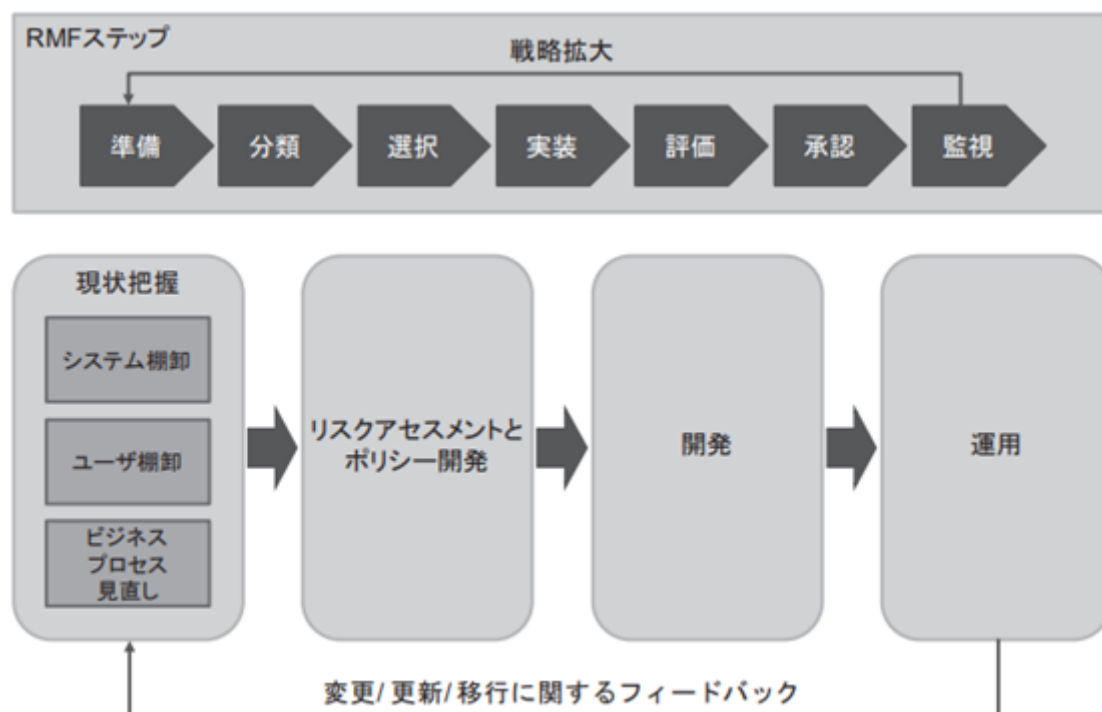 RMFステップ
戦略拡大
準備
分類
選択
実装
評価
承認
監視
現状把握
システム棚卸
ユーザ棚卸
ビジネス
プロセス
見直し
リスクアセスメントと
ポリシー開発
開発
運用
変更/更新/移行に関するフィードバック